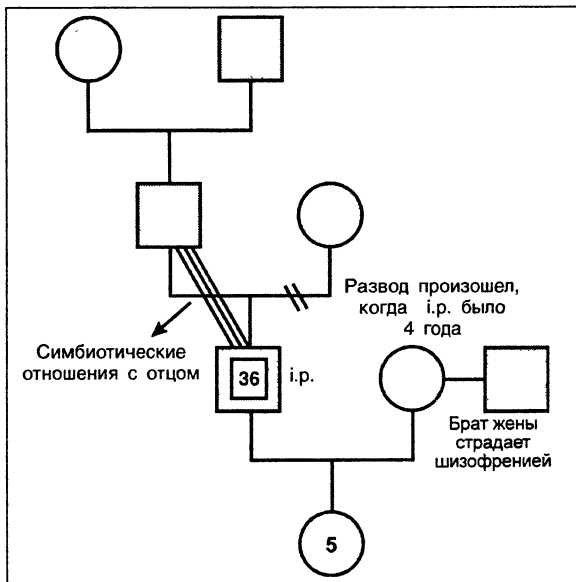 Развод произошел,
когда i.p. было
4 года
Симбиотические
отношения с отцом
36
i.p.
Брат жены
страдает
шизофренией
5